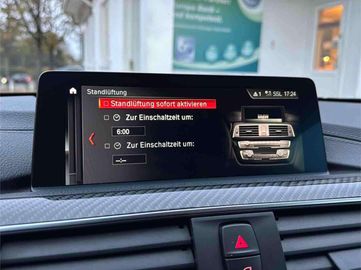 Standlüftung
1 SSL 17:24
Standlüftung sofort aktivieren
Zur Einschaltzeit um:
6:00
Zur Einschaltzeit um:
--:--